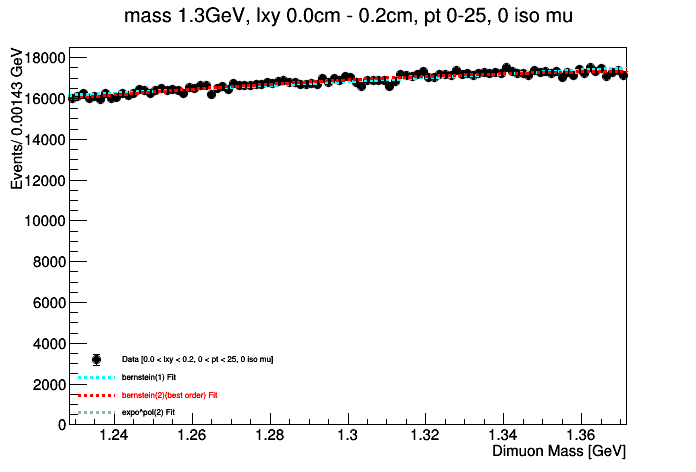 mass 1.3GeV, lxy 0.0cm - 0.2cm, pt 0-25, 0 iso mu
Events/ 0.00143 GeV
18000
16000
14000
12000
10000
8000
6000
4000
2000
0
Data [0.0 < lxy < 0.2, 0 < pt < 25, 0 iso mu]
bernstein(1) Fit
bernstein(2)(best order) Fit
expo^pol(2) Fit
1.24 1.26 1.28 1.3 1.32 1.34 1.36
Dimuon Mass [GeV]